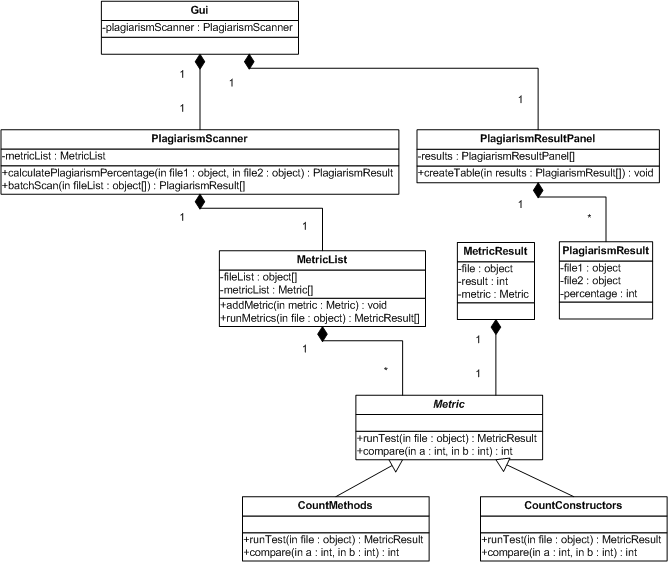 Gui
-plagiarismScanner : PlagiarismScanner
1
1
1
1
PlagiarismScanner
-metricList : MetricList
+calculatePlagiarismPercentage(in file1 : object, in file2 : object) : PlagiarismResult
+batchScan(in fileList : object[]) : PlagiarismResult[]
PlagiarismResultPanel
-results : PlagiarismResultPanel[]
+createTable(in results : PlagiarismResult[]) : void
1
1
1
*
MetricList
-fileList : object[]
-metricList : Metric[]
+addMetric(in metric : Metric) : void
+runMetrics(in file : object) : MetricResult[]
MetricResult
-file : object
-result : int
-metric : Metric
PlagiarismResult
-file1 : object
-file2 : object
-percentage : int
1
*
1
1
Metric
+runTest(in file : object) : MetricResult
+compare(in a : int, in b : int) : int
CountMethods
+runTest(in file : object) : MetricResult
+compare(in a : int, in b : int) : int
CountConstructors
+runTest(in file : object) : MetricResult
+compare(in a : int, in b : int) : int